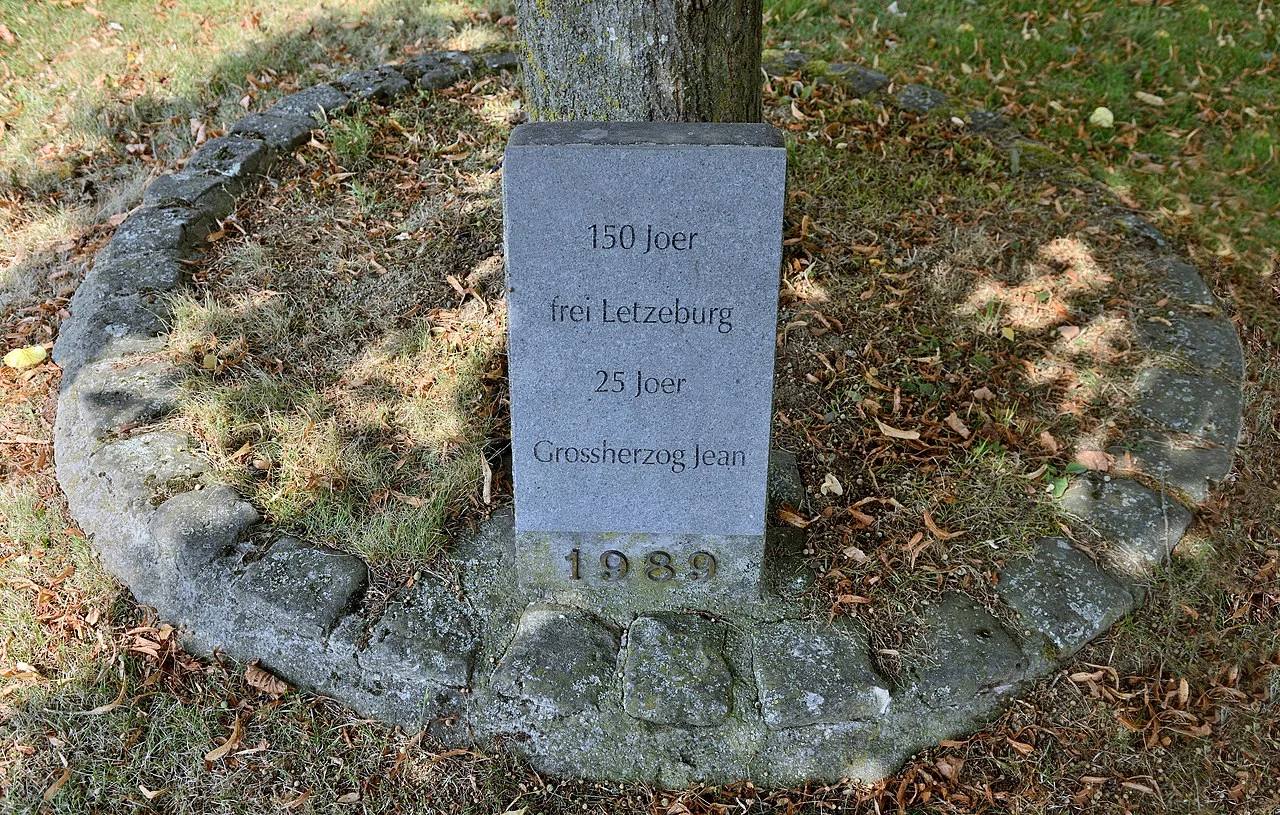 150 Joer
frei Letzeburg
25 Joer
Grossherzog Jean
1989